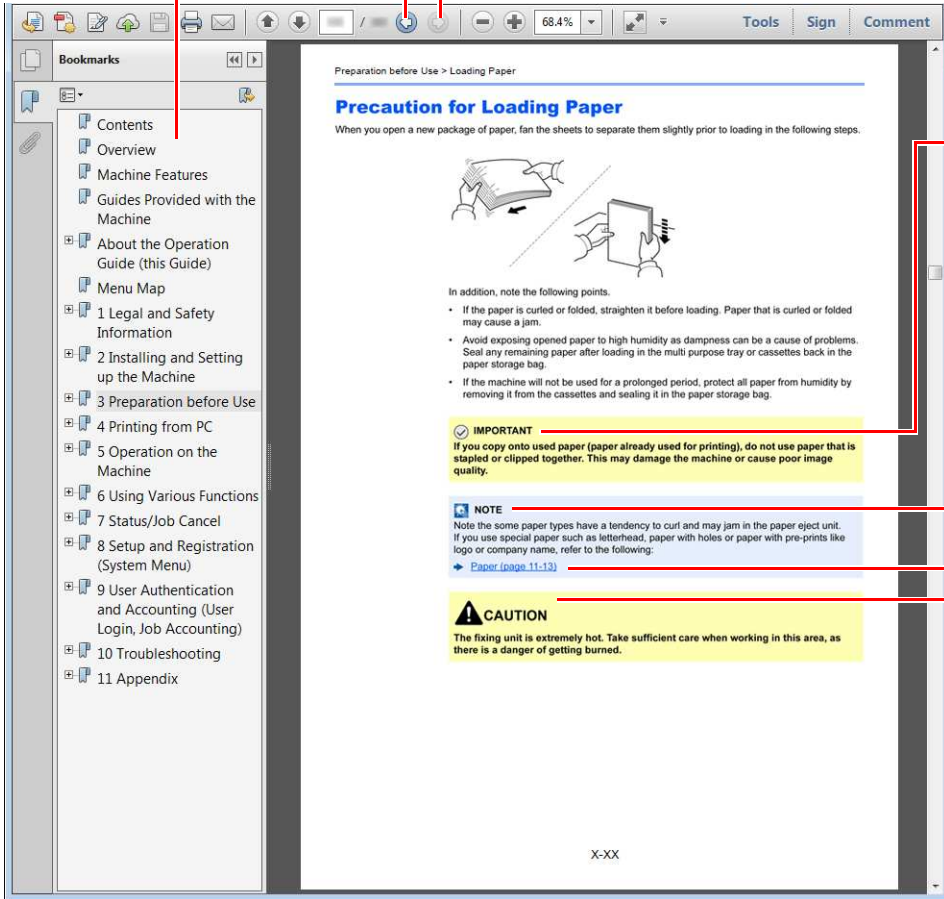 68.4%
Tools
Sign
Comment
Bookmarks
Contents
Overview
Machine Features
Guides Provided with the
Machine
About the Operation
Guide (this Guide)
Menu Map
1 Legal and Safety
Information
2 Installing and Setting
up the Machine
3 Preparation before Use
4 Printing from PC
5 Operation on the
Machine
6 Using Various Functions
7 Status/Job Cancel
8 Setup and Registration
(System Menu)
9 User Authentication
and Accounting (User
Login, Job Accounting)
10 Troubleshooting
11 Appendix
Preparation before Use > Loading Paper
Precaution for Loading Paper
When you open a new package of paper, fan the sheets to separate them slightly prior to loading in the following steps.
In addition, note the following points.
• If the paper is curled or folded, straighten it before loading. Paper that is curled or folded
may cause a jam.
• Avoid exposing opened paper to high humidity as dampness can be a cause of problems.
Seal any remaining paper after loading in the multi purpose tray or cassettes back in the
paper storage bag.
• If the machine will not be used for a prolonged period, protect all paper from humidity by
removing it from the cassettes and sealing it in the paper storage bag.
IMPORTANT
If you copy onto used paper (paper already used for printing), do not use paper that is
stapled or clipped together. This may damage the machine or cause poor image
quality.
NOTE
Note the some paper types have a tendency to curl and may jam in the paper eject unit.
If you use special paper such as letterhead, paper with holes or paper with pre-prints like
logo or company name, refer to the following:
Paper (page 11-13)
CAUTION
The fixing unit is extremely hot. Take sufficient care when working in this area, as
there is a danger of getting burned.
X-XX